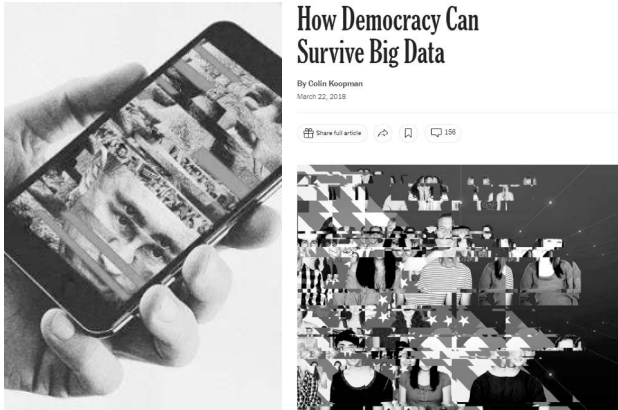 How Democracy Can
Survive Big Data
By Colin Koopman
March 22, 2018
Share full article
156